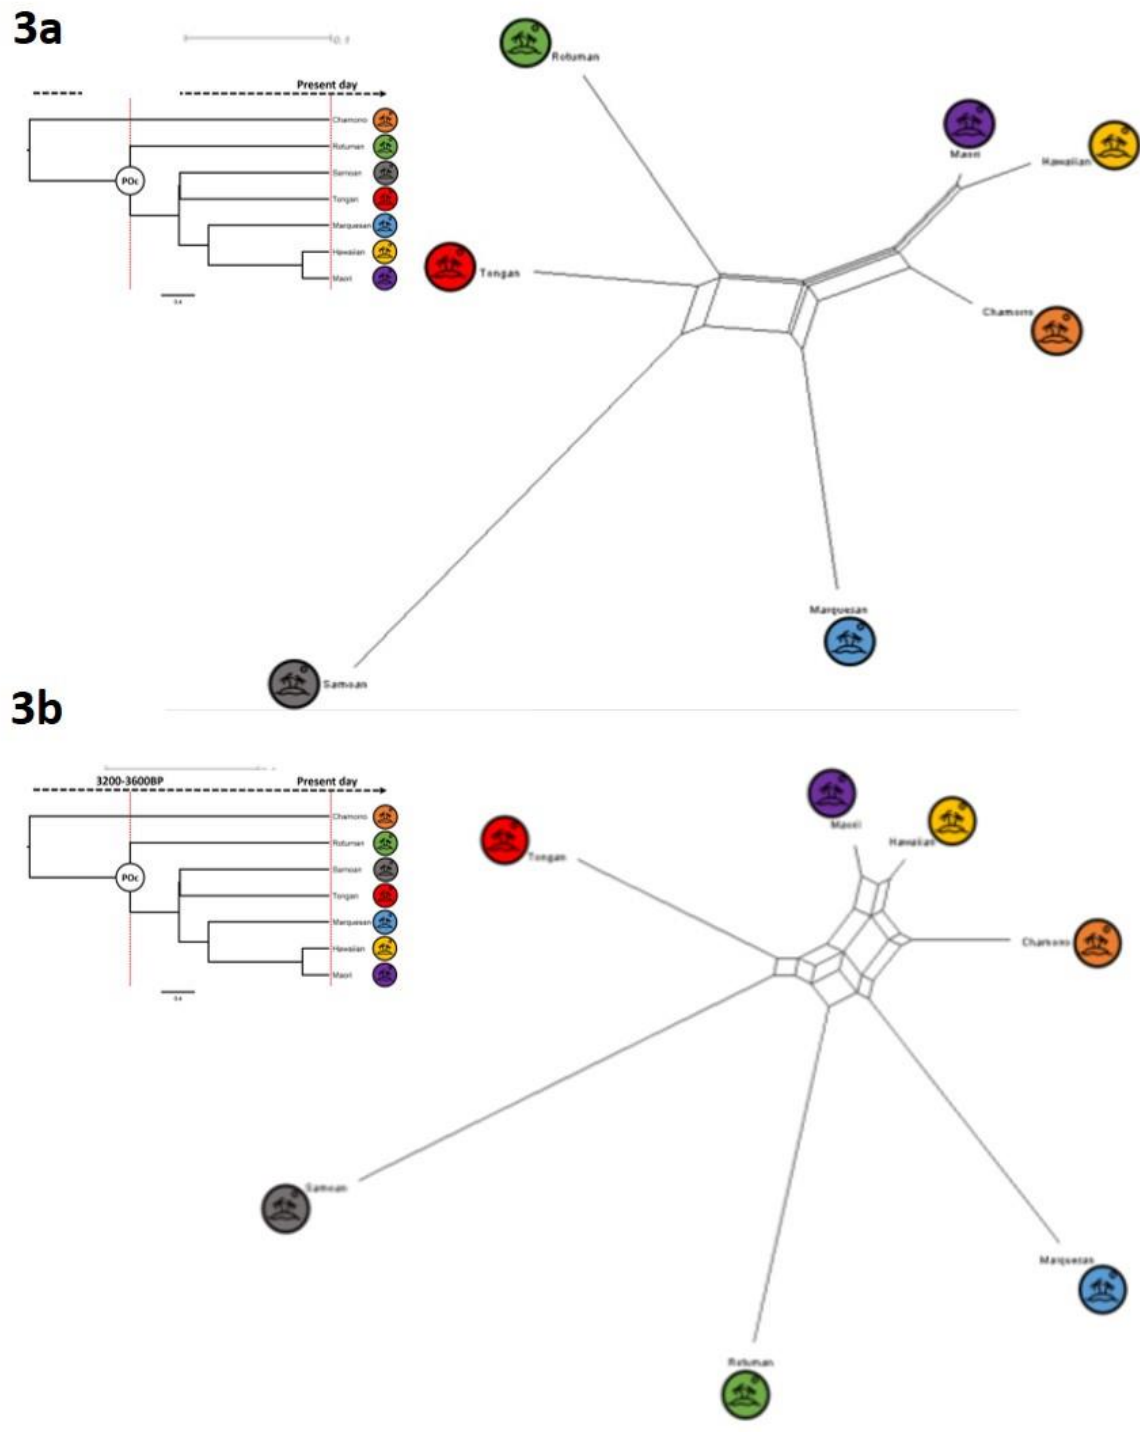 3a
Present day
Chamorro
Rotuman
Samoan
Tongan
Marquesan
Hawaiian
Maori
POc
Rotuman
Maori
Hawaiian
Tongan
Chamorro
Marquesan
Samoan
3b
3200-3600BP
Present day
Chamorro
Rotuman
Samoan
Tongan
Marquesan
Hawaiian
Maori
POc
Maori
Hawaiian
Tongan
Chamorro
Samoan
Marquesan
Rotuman